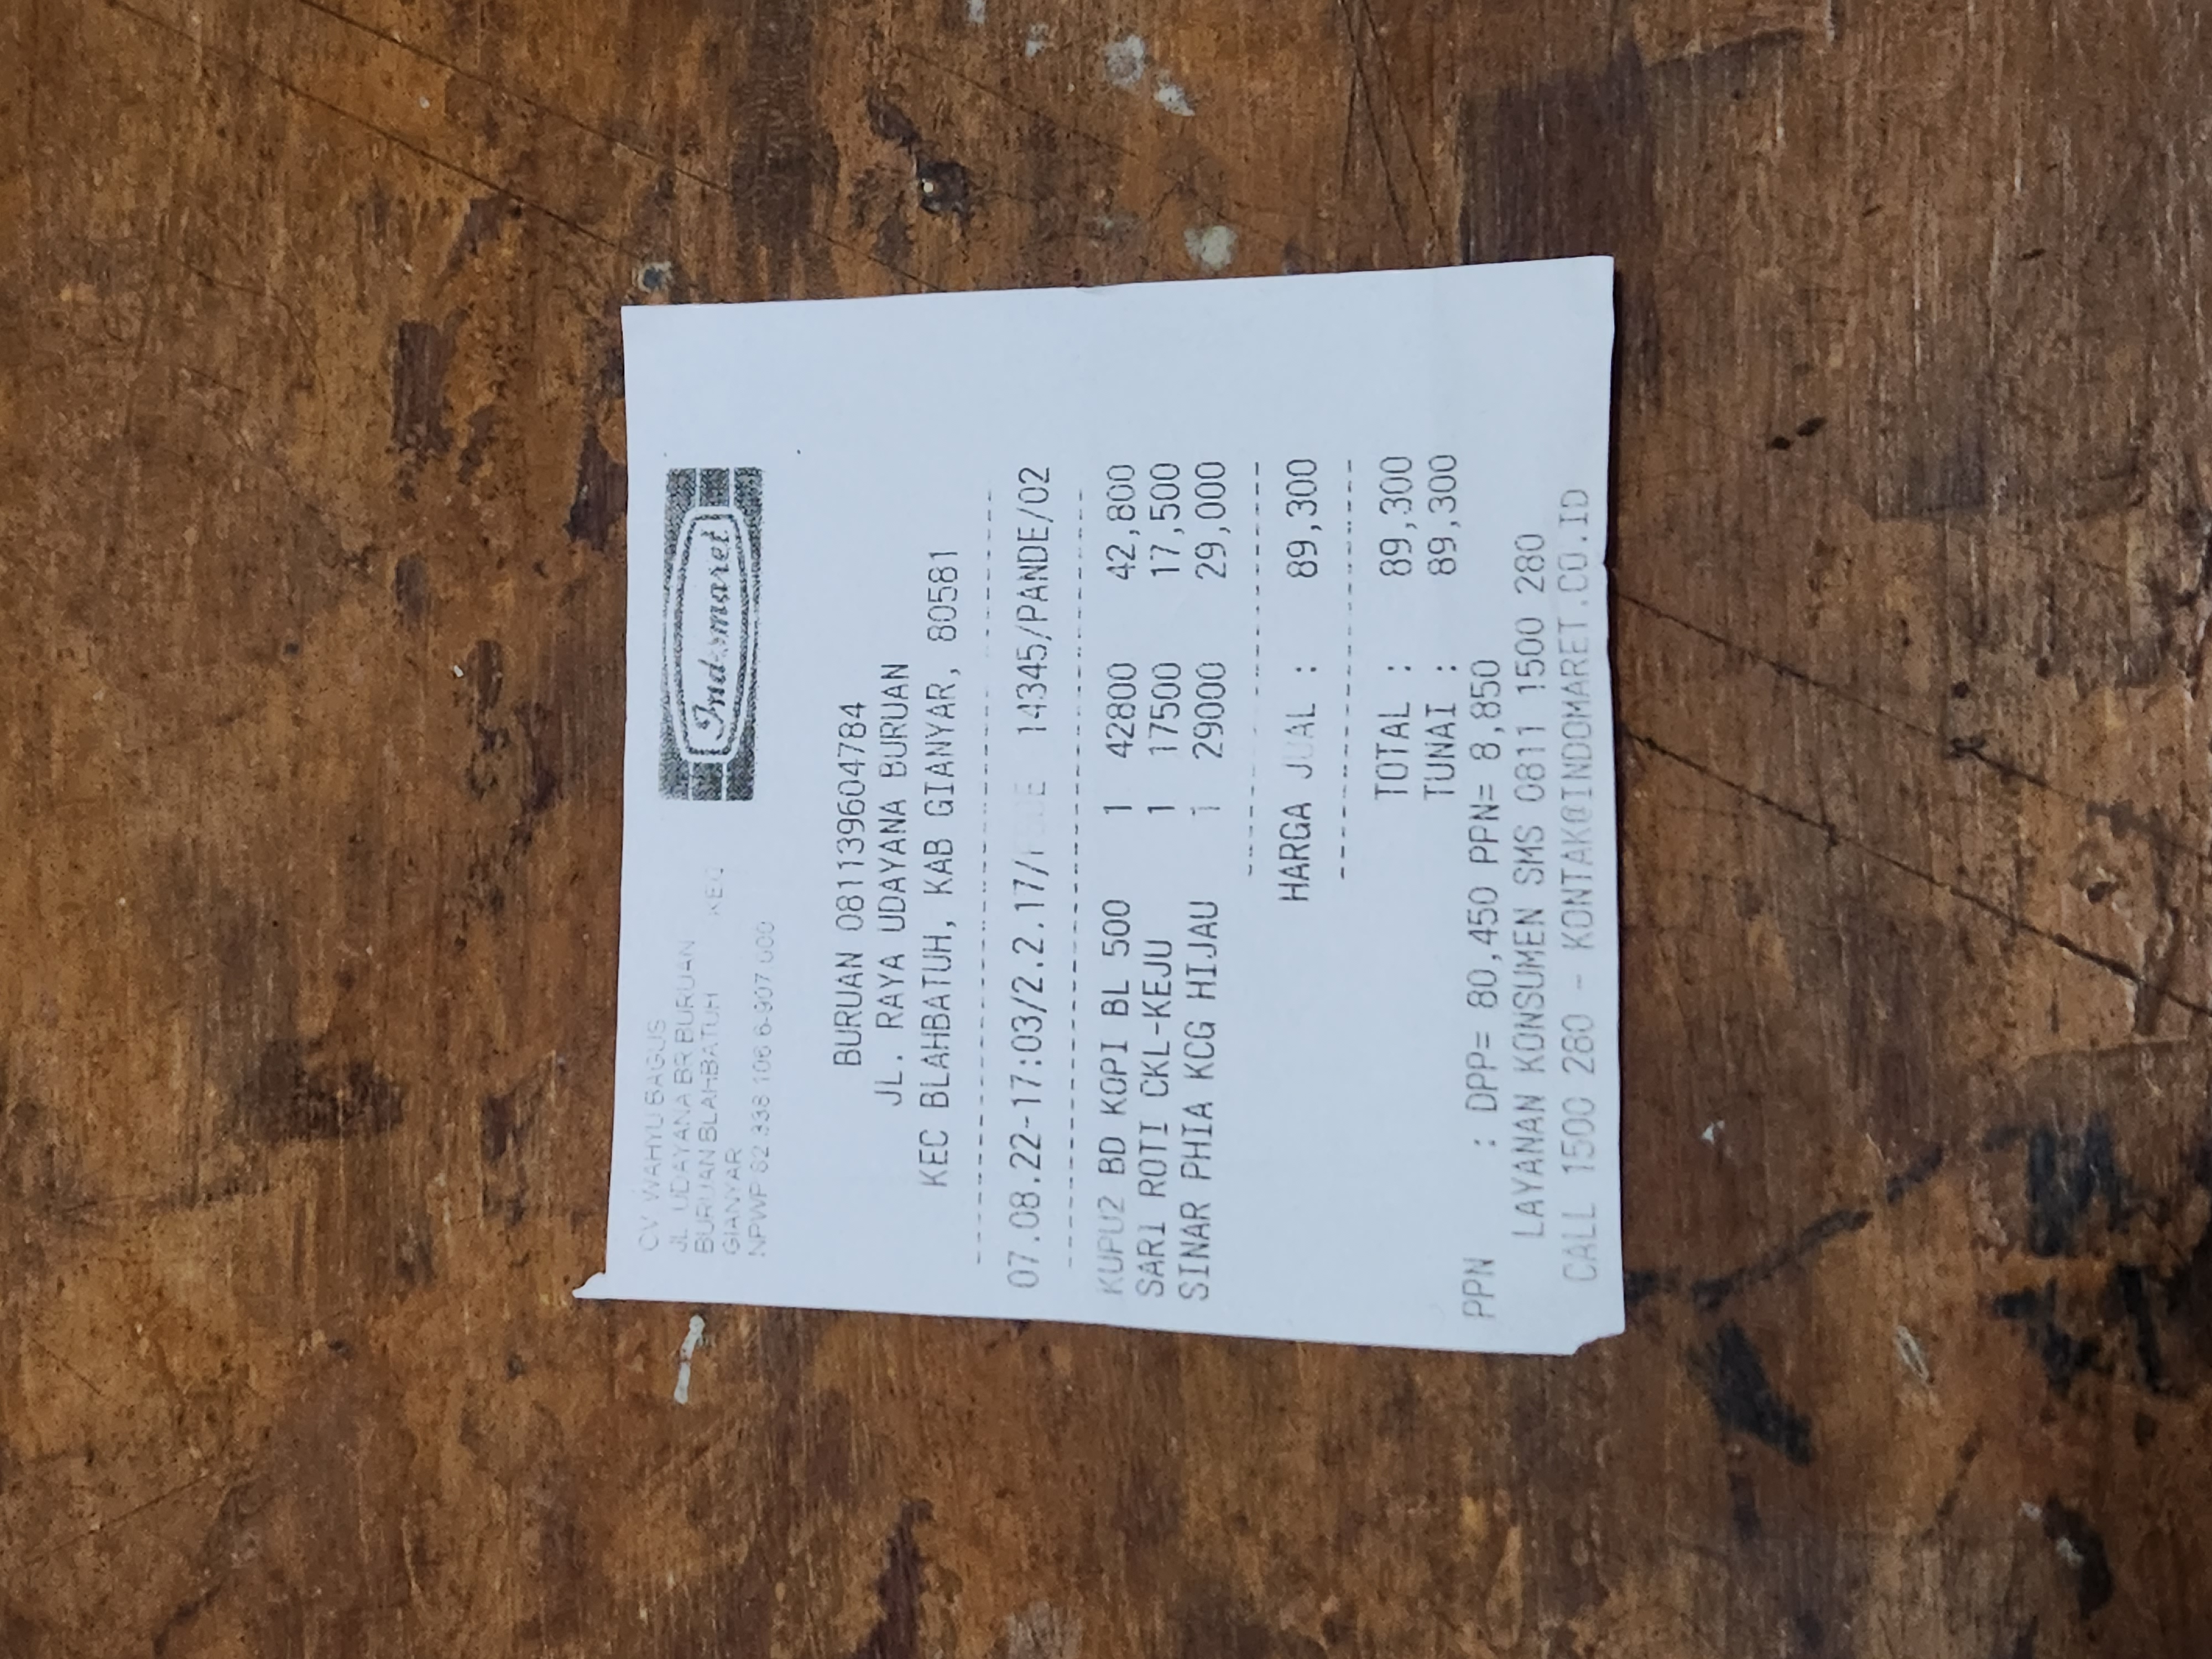 CV WAHYU BAGUS
JL UDAYANA BR BURUAN
BURUAN BLAHBATUH KEC
GIANYAR
NPWP 82.338.106.6-907.000
Indomaret
BURUAN 081139604784
JL. RAYA UDAYANA BURUAN
KEC BLAHBATUH, KAB GIANYAR, 80581
07.08.22-17:03/2.2.17/ 14345/PANDE/02
KUPU2 BD KOPI BL 500 1 42800 42,800
SARI ROTI CKL-KEJU 1 17500 17,500
SINAR PHIA KCG HIJAU 1 29000 29,000
HARGA JUAL : 89,300
TOTAL : 89,300
TUNAI : 89,300
PPN : DPP= 80,450 PPN= 8,850
LAYANAN KONSUMEN SMS 0811 1500 280
CALL 1500 280 - KONTAK@INDOMARET.CO.ID